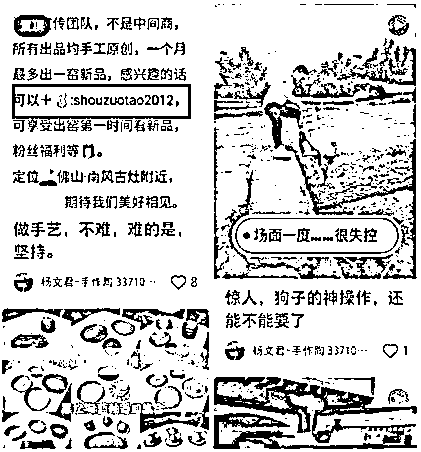 传团队，不是中间商，
所有出品均手工原创，一个月
最多出一窑新品，感兴趣的话
可以＋:shouzuotao2012，
可享受出窑第一时间看新品，
粉丝福利等。
定位佛山·南风古灶附近，
期待我们美好相见。
做手艺，不难，难的是，
坚持。
杨文君-手作陶 33710…
8
场面一度……很失控
惊人，狗子的神操作，还
能不能耍了
杨文君-手作陶 33710…
1